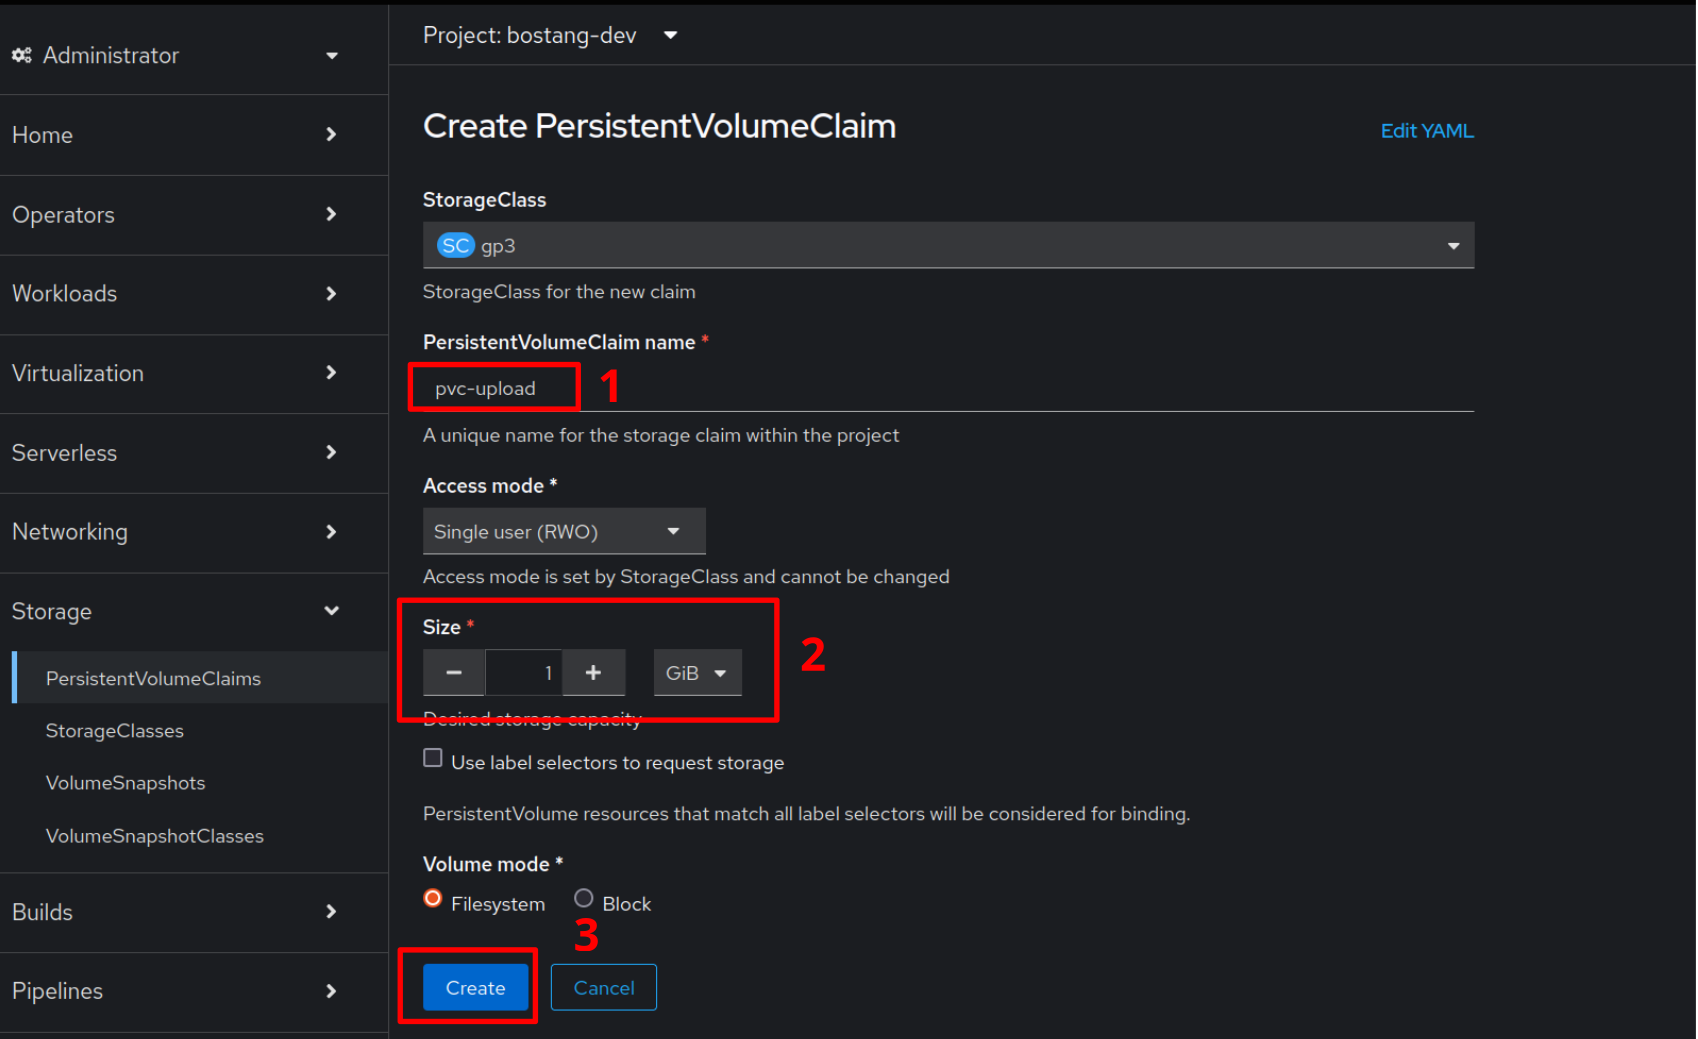 Administrator
Home
Operators
Workloads
Virtualization
Serverless
Networking
Storage
PersistentVolumeClaims
StorageClasses
VolumeSnapshots
VolumeSnapshotClasses
Builds
Pipelines
Project: bostang-dev
Create PersistentVolumeClaim
Edit YAML
StorageClass
SC gp3
StorageClass for the new claim
PersistentVolumeClaim name *
pvc-upload 1
A unique name for the storage claim within the project
Access mode *
Single user (RWO)
Access mode is set by StorageClass and cannot be changed
Size *
2
− 1 + GiB
Desired storage capacity
Use label selectors to request storage
PersistentVolume resources that match all label selectors will be considered for binding.
Volume mode *
Filesystem Block
3
Create Cancel